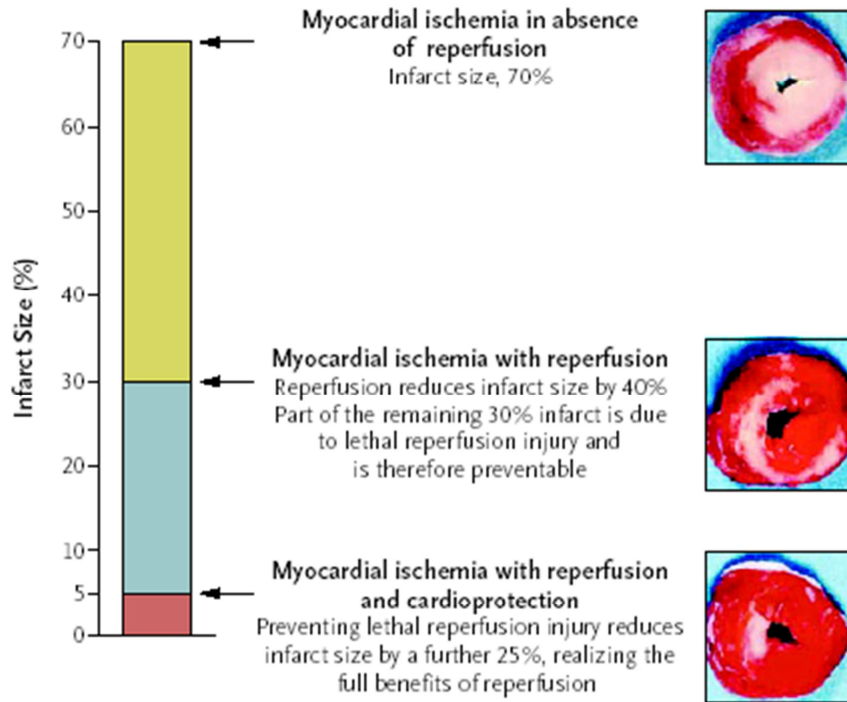 Myocardial ischemia in absence
of reperfusion
Infarct size, 70%
70
60
50
40
30
20
10
5
0
Infarct Size (%)
Myocardial ischemia with reperfusion
Reperfusion reduces infarct size by 40%
Part of the remaining 30% infarct is due
to lethal reperfusion injury and
is therefore preventable
Myocardial ischemia with reperfusion
and cardioprotection
Preventing lethal reperfusion injury reduces
infarct size by a further 25%, realizing the
full benefits of reperfusion